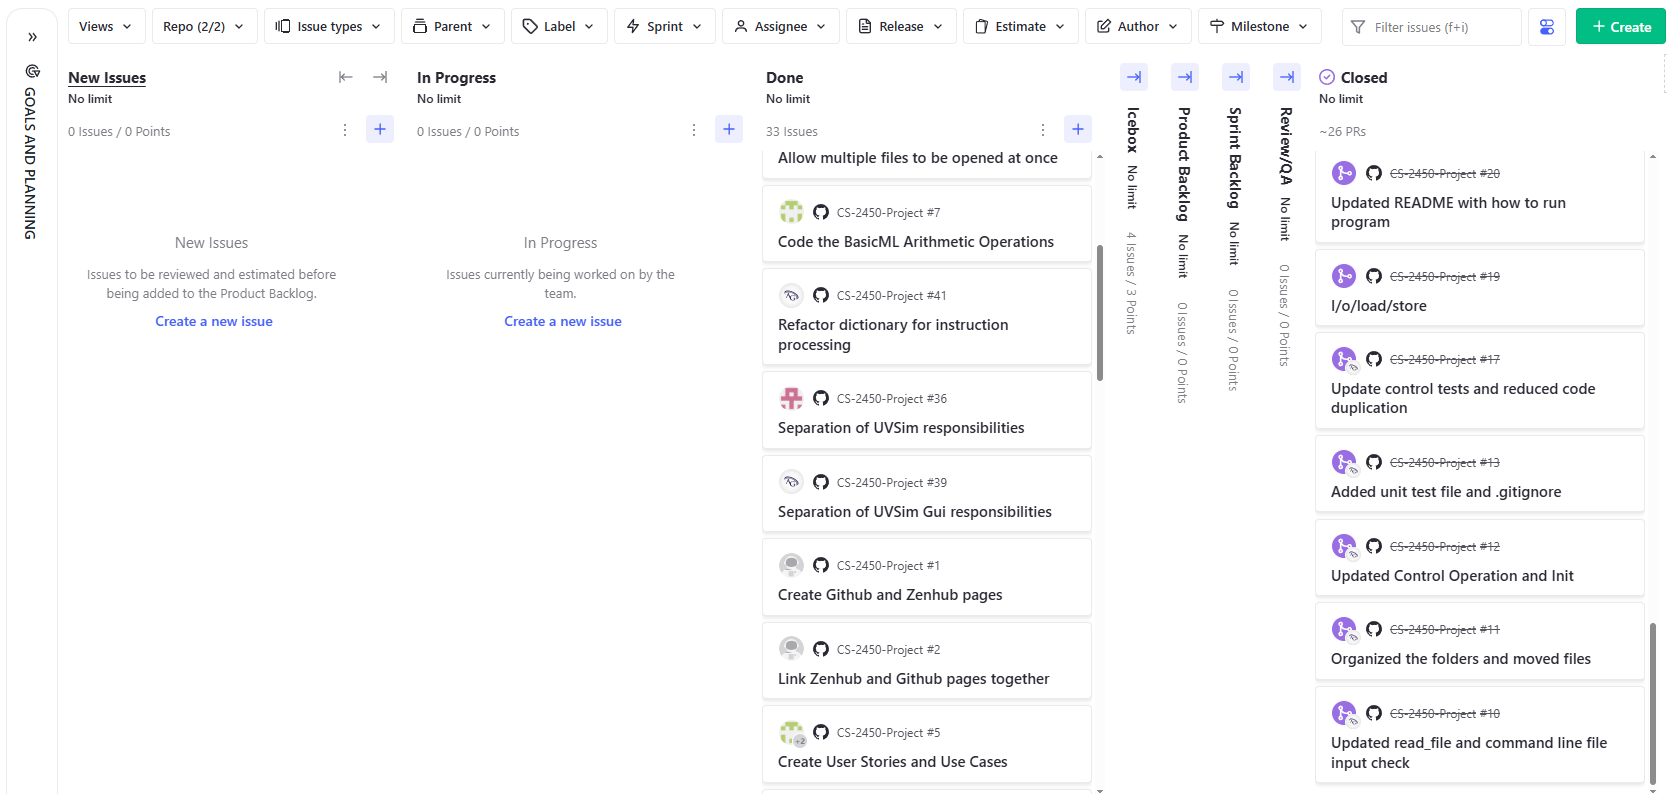 Views
Repo (2/2)
Issue types
Parent
Label
Sprint
Assignee
Release
Estimate
Author
Milestone
Filter issues (f+i)
Create
GOALS AND PLANNING
New Issues
No limit
0 Issues / 0 Points
New Issues
Issues to be reviewed and estimated before
being added to the Product Backlog.
Create a new issue
In Progress
No limit
0 Issues / 0 Points
In Progress
Issues currently being worked on by the
team.
Create a new issue
Done
No limit
33 Issues
Allow multiple files to be opened at once
CS-2450-Project #7
Code the BasicML Arithmetic Operations
CS-2450-Project #41
Refactor dictionary for instruction
processing
CS-2450-Project #36
Separation of UVSim responsibilities
CS-2450-Project #39
Separation of UVSim Gui responsibilities
CS-2450-Project #1
Create Github and Zenhub pages
CS-2450-Project #2
Link Zenhub and Github pages together
+2
CS-2450-Project #5
Create User Stories and Use Cases
Icebox No limit 4 Issues / 3 Points
Product Backlog No limit 0 Issues / 0 Points
Sprint Backlog No limit 0 Issues / 0 Points
Review/QA No limit 0 Issues / 0 Points
Closed
No limit
~26 PRs
CS-2450-Project #20
Updated README with how to run
program
CS-2450-Project #19
I/o/load/store
CS-2450-Project #17
Update control tests and reduced code
duplication
CS-2450-Project #13
Added unit test file and .gitignore
CS-2450-Project #12
Updated Control Operation and Init
CS-2450-Project #11
Organized the folders and moved files
CS-2450-Project #10
Updated read_file and command line file
input check